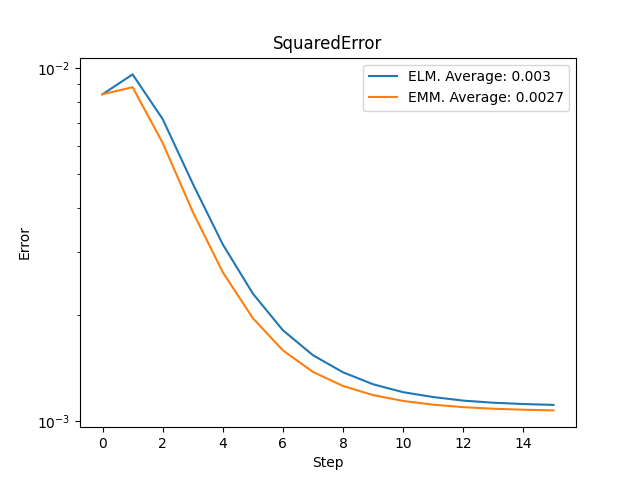 SquaredError
ELM. Average: 0.003
EMM. Average: 0.0027
10⁻²
10⁻³
Error
0 2 4 6 8 10 12 14
Step